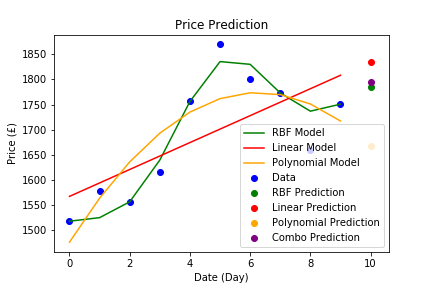 Price Prediction
Price (£)
1850
1800
1750
1700
1650
1600
1550
1500
RBF Model
Linear Model
Polynomial Model
Data
RBF Prediction
Linear Prediction
Polynomial Prediction
Combo Prediction
0 2 4 6 8 10
Date (Day)